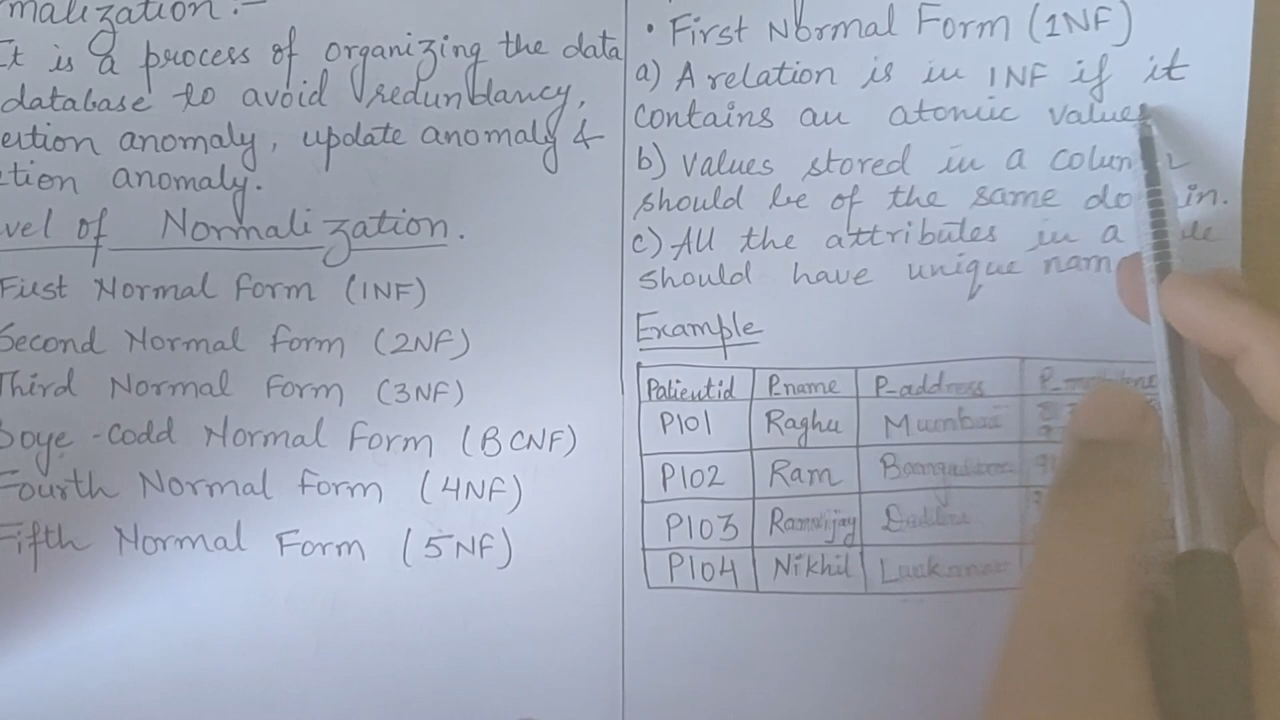 malization :-
It is a process of organizing the data
database to avoid redundancy,
ertion anomaly, update anomaly &
tion anomaly.
vel of Normalization.
First Normal Form (1NF)
Second Normal Form (2NF)
Third Normal Form (3NF)
Boye-Codd Normal Form (BCNF)
Fourth Normal Form (4NF)
Fifth Normal Form (5NF)
• First Normal Form (1NF)
a) A relation is in 1NF if it
contains an atomic values
b) Values stored in a colum
should be of the same do in.
c) All the attributes in a
should have unique nam
Example
Patientid P_name P_address
P101 Raghu Mumbai
P102 Ram
P103 Ramvijay
P104 Nikhil